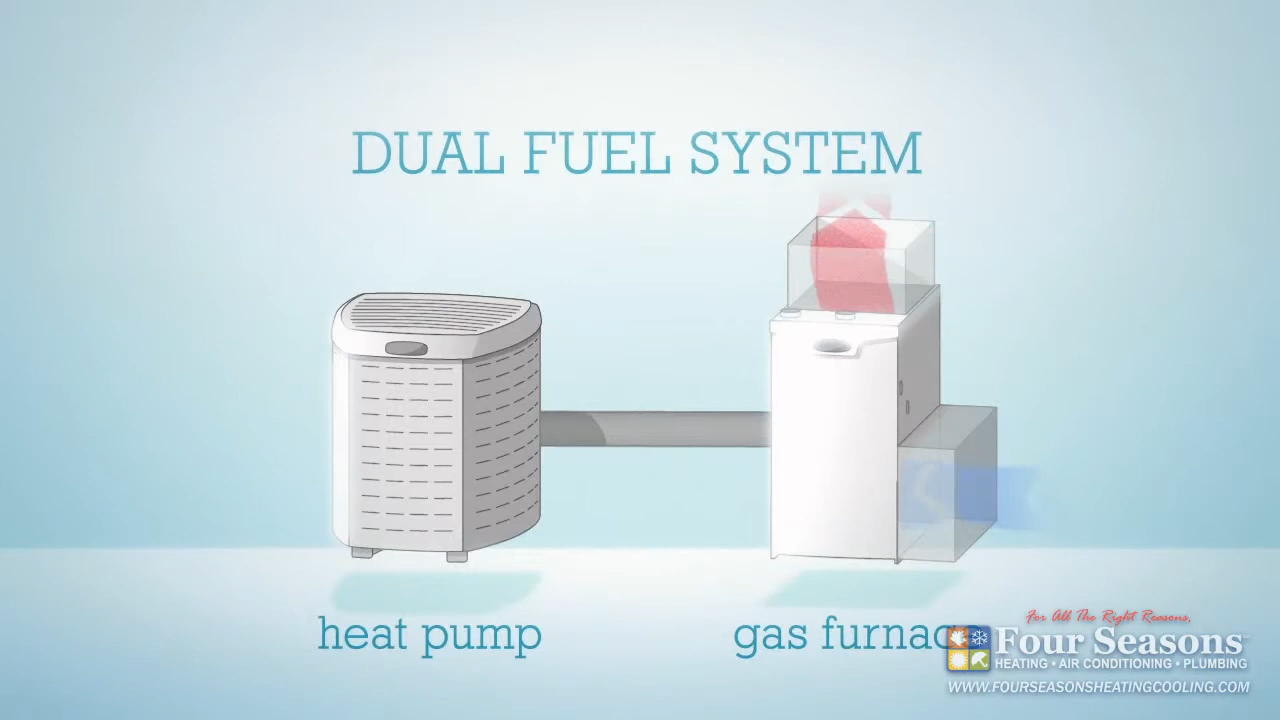 DUAL FUEL SYSTEM
heat pump
gas furnace
For All The Right Reasons,
Four Seasons
HEATING • AIR CONDITIONING • PLUMBING
WWW.FOURSEASONSHEATINGCOOLING.COM